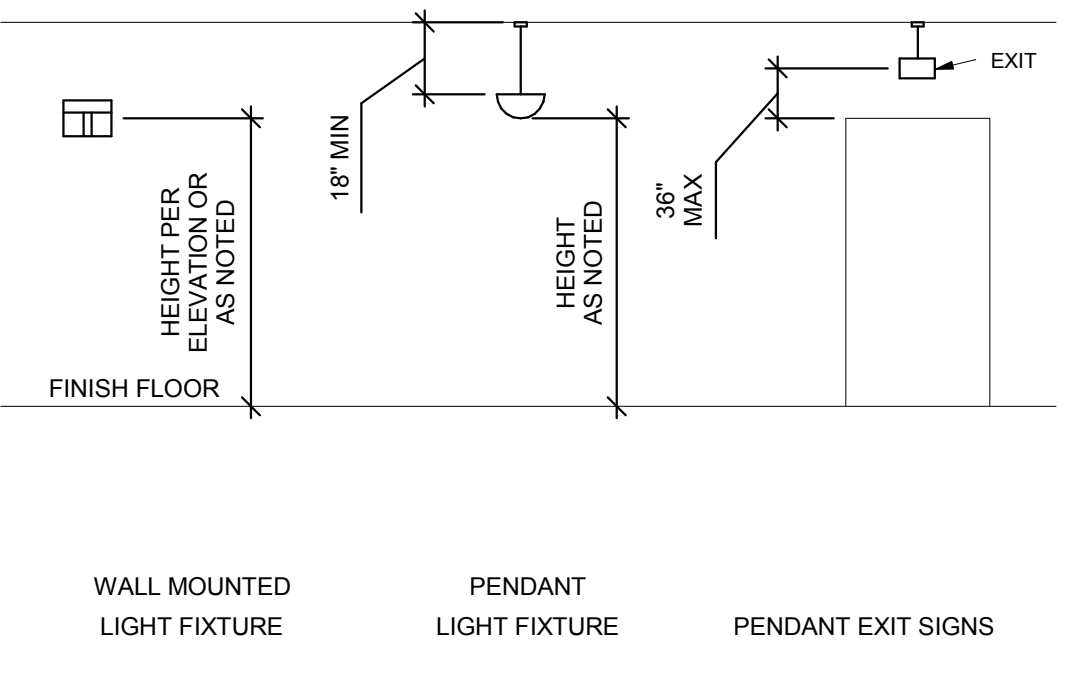 EXIT
18" MIN
36"
MAX
HEIGHT PER
ELEVATION OR
AS NOTED
HEIGHT
AS NOTED
FINISH FLOOR
WALL MOUNTED
LIGHT FIXTURE
PENDANT
LIGHT FIXTURE
PENDANT EXIT SIGNS